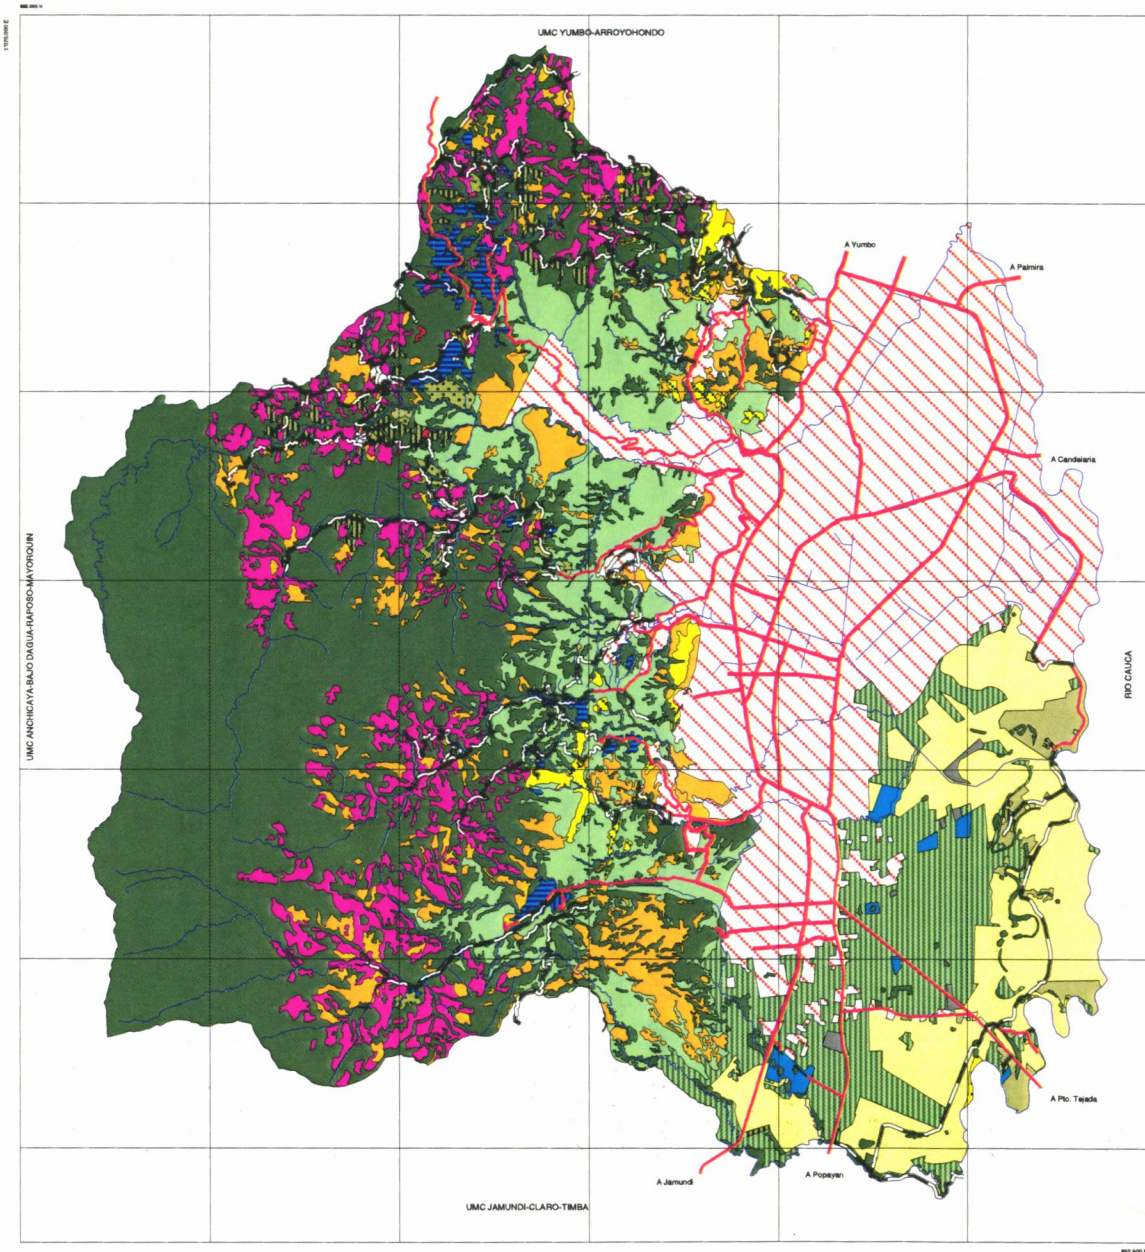 UMC YUMBO-ARROYOHONDO
A Yumbo
A Palmira
A Candelaria
UMC ANCHICAYA-BAJO DAGUA-RAPOSO-MAYORQUIN
RIO CAUCA
A Pto. Tejada
A Jamundi
A Popayan
UMC JAMUNDI-CLARO-TIMBA